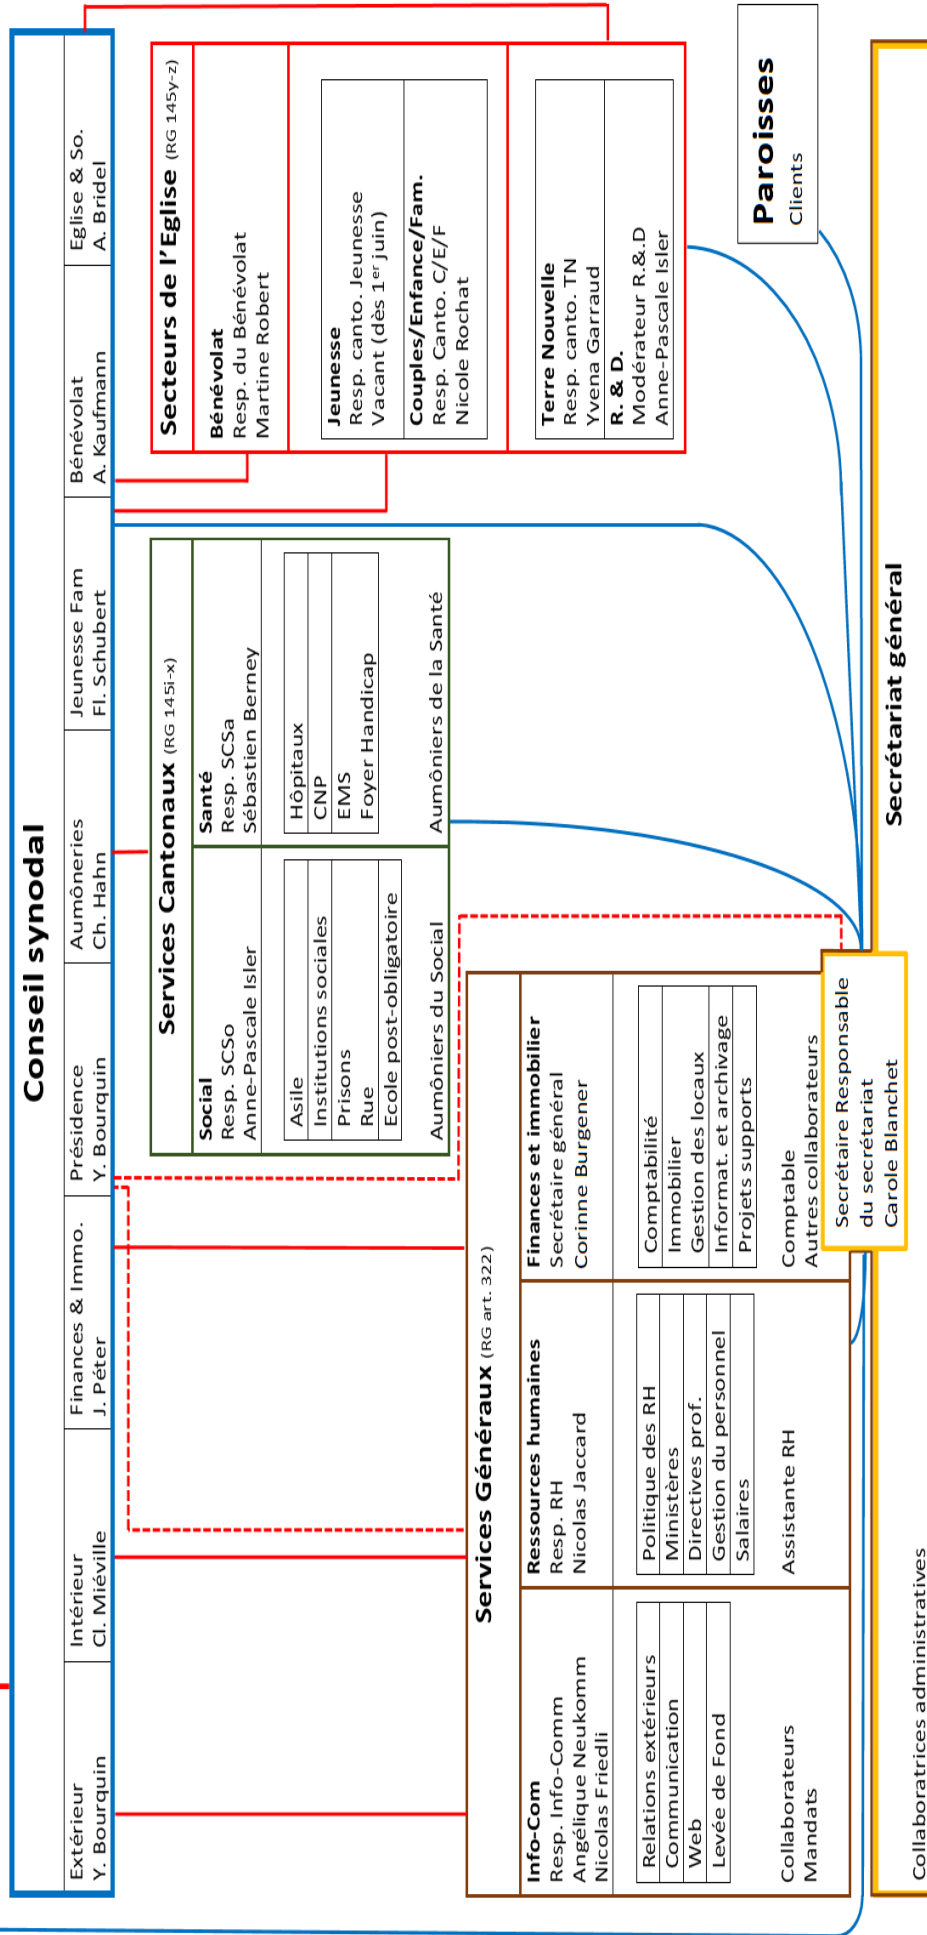 Conseil synodal
Extérieur
Y. Bourquin
Intérieur
Cl. Miéville
Finances & Immo.
J. Péter
Présidence
Y. Bourquin
Aumôneries
Ch. Hahn
Jeunesse Fam
Fl. Schubert
Bénévolat
A. Kaufmann
Eglise & So.
A. Bridel
Services Cantonaux (RG 145i-x)
Social
Resp. SCSo
Anne-Pascale Isler
Asile
Institutions sociales
Prisons
Rue
Ecole post-obligatoire
Aumôniers du Social
Santé
Resp. SCSa
Sébastien Berney
Hôpitaux
CNP
EMS
Foyer Handicap
Aumôniers de la Santé
Secteurs de l'Eglise (RG 145y-z)
Bénévolat
Resp. du Bénévolat
Martine Robert
Jeunesse
Resp. canto. Jeunesse
Vacant (dès 1er juin)
Couples/Enfance/Fam.
Resp. Canto. C/E/F
Nicole Rochat
Terre Nouvelle
Resp. canto. TN
Yvena Garraud
R. & D.
Modérateur R.&.D
Anne-Pascale Isler
Services Généraux (RG art. 322)
Info-Com
Resp. Info-Comm
Angélique Neukomm
Nicolas Friedli
Relations extérieurs
Communication
Web
Levée de Fond
Collaborateurs
Mandats
Ressources humaines
Resp. RH
Nicolas Jaccard
Politique des RH
Ministères
Directives prof.
Gestion du personnel
Salaires
Assistante RH
Finances et immobilier
Secrétaire général
Corinne Burgener
Comptabilité
Immobilier
Gestion des locaux
Informat. et archivage
Projets supports
Comptable
Autres collaborateurs
Paroisses
Clients
Secrétaire Responsable
du secrétariat
Carole Blanchet
Secrétariat général
Collaboratrices administratives